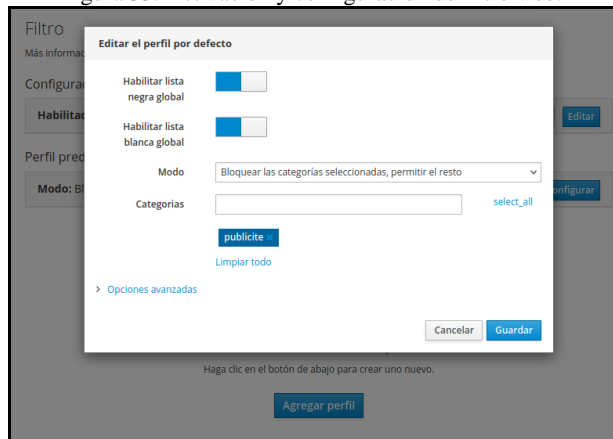 Filtro
Más informac
Editar el perfil por defecto
Habilitar lista
negra global
Configura
Habilitac
Editar
Habilitar lista
blanca global
Perfil pred
Modo
Bloquear las categorías seleccionadas, permitir el resto
Modo: Bl
onfigurar
Categorias
select_all
publicite ×
Limpiar todo
> Opciones avanzadas
Cancelar
Guardar
Haga clic en el botón de abajo para crear uno nuevo.
Agregar perfil